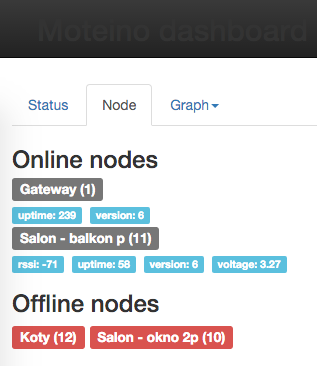 Moteino dashboard
Status Node Graph
Online nodes
Gateway (1)
uptime: 239 version: 6
Salon - balkon p (11)
rssi: -71 uptime: 58 version: 6 voltage: 3.27
Offline nodes
Koty (12) Salon - okno 2p (10)